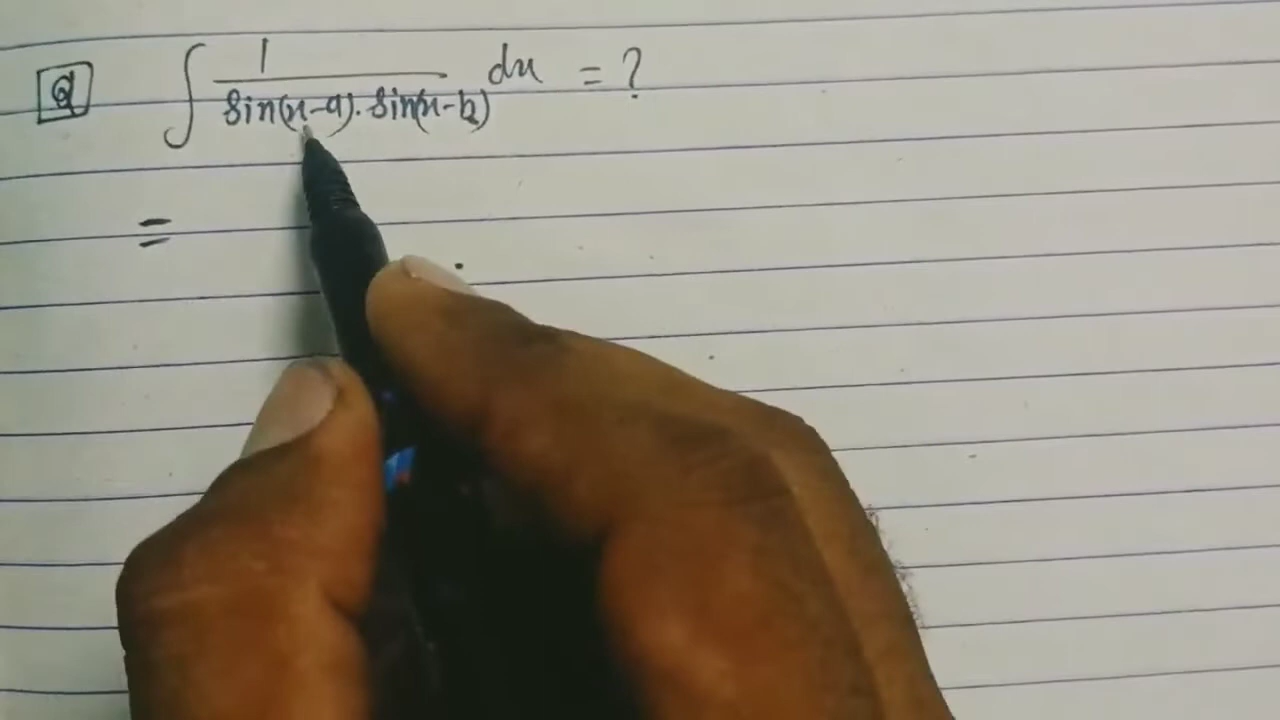 Q ∫ 1/(Sin(x-a).Sin(x-b)) dx = ?
=